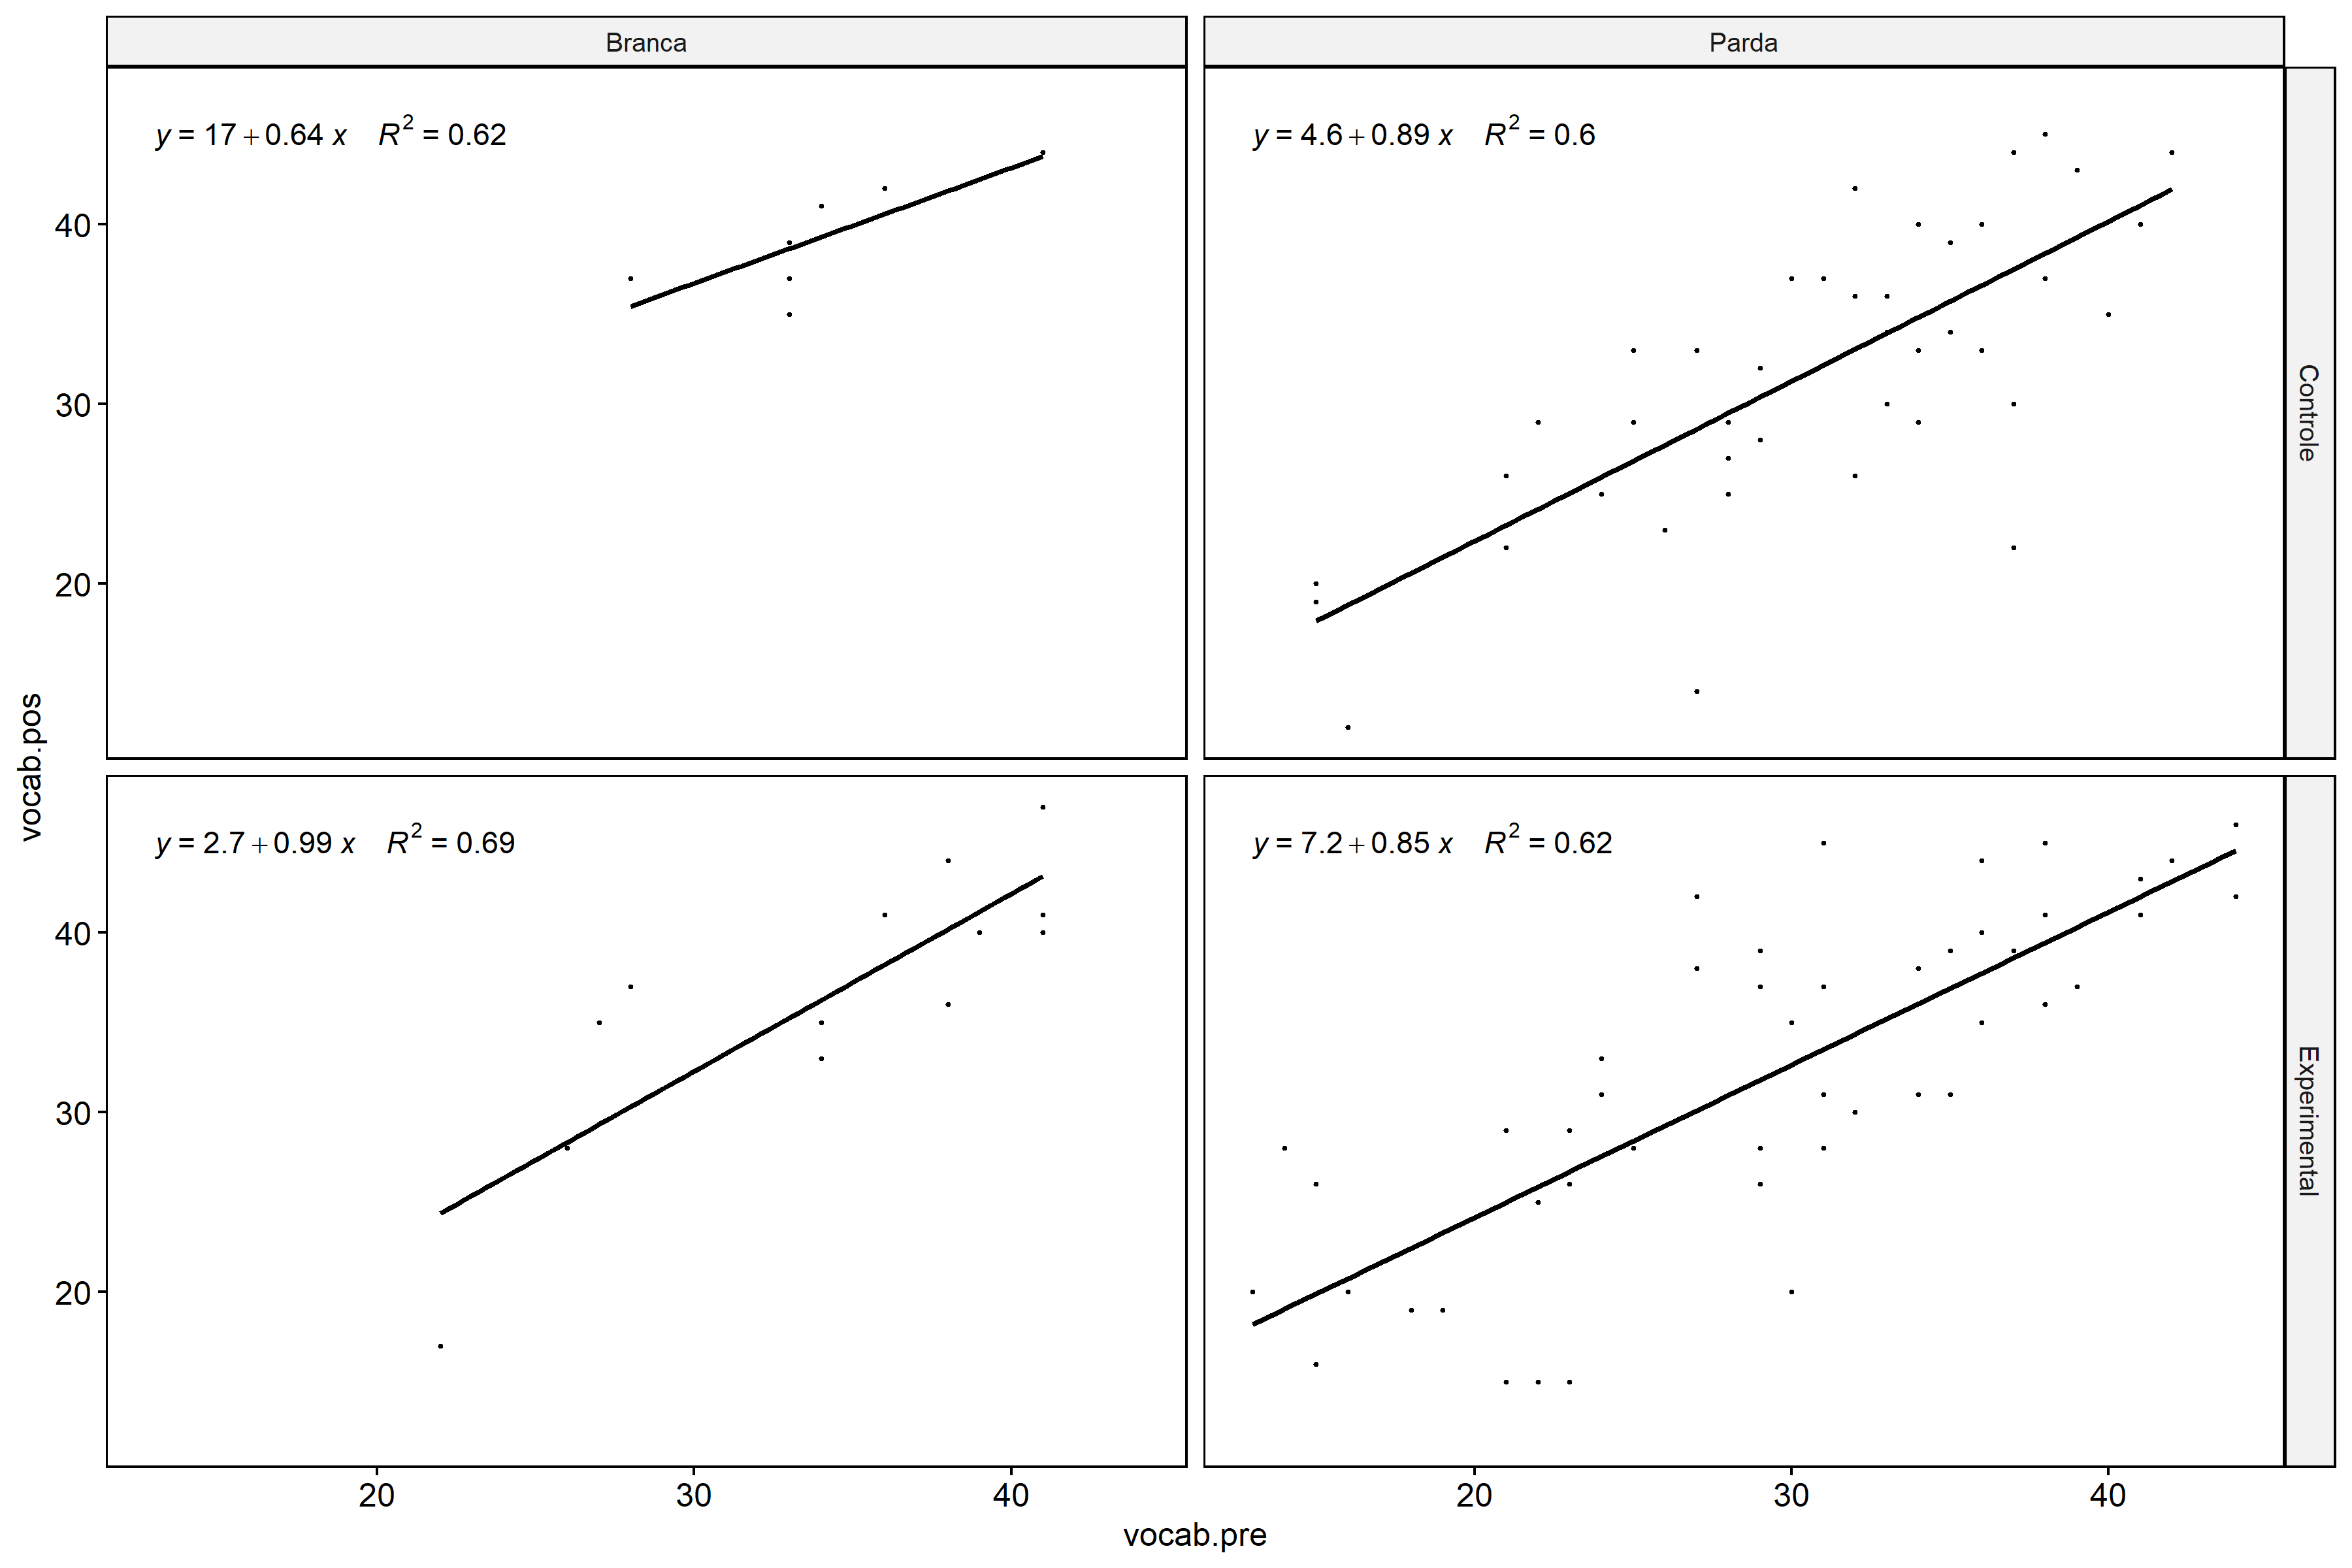 Branca
Parda
y = 17 + 0.64 x R² = 0.62
y = 4.6 + 0.89 x R² = 0.6
40
30
20
Controle
vocab.pos
y = 2.7 + 0.99 x R² = 0.69
y = 7.2 + 0.85 x R² = 0.62
40
30
20
Experimental
20 30 40
20 30 40
vocab.pre